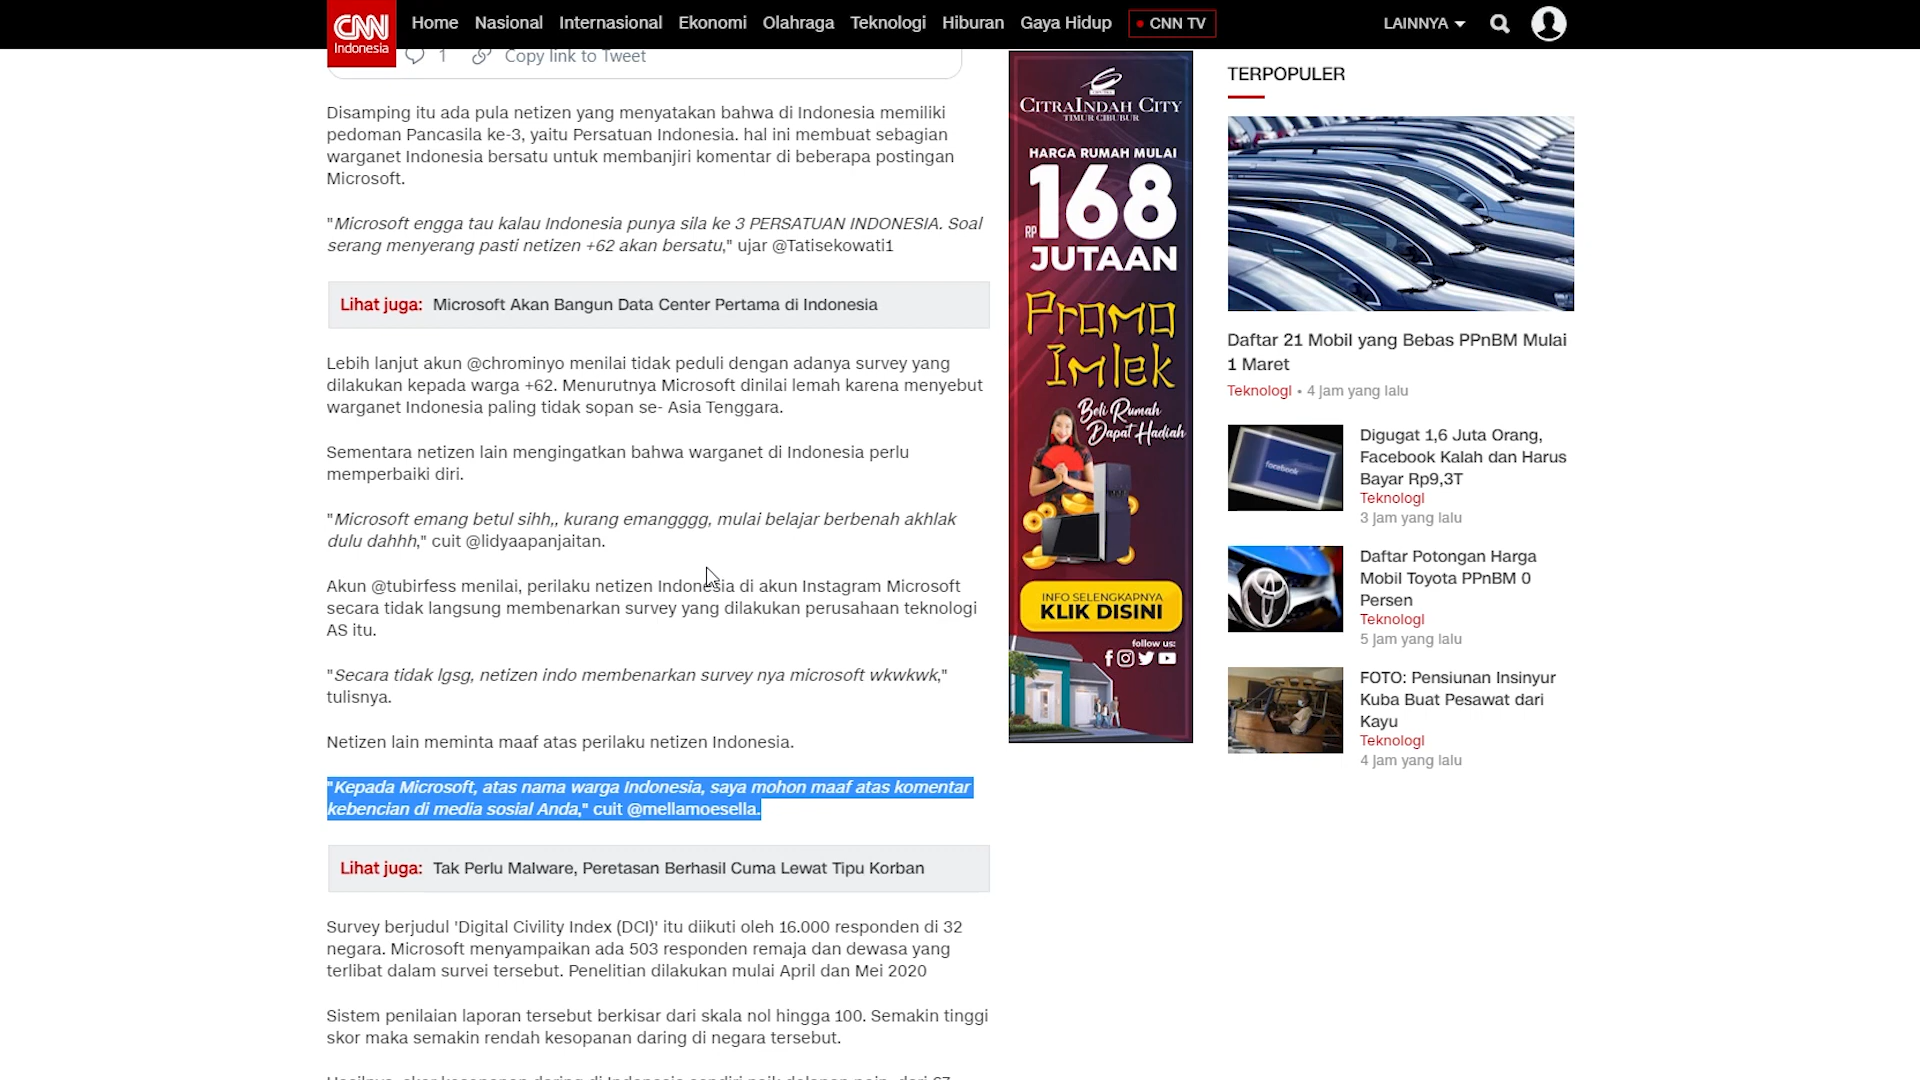 CNN
Indonesia
Home Nasional Internasional Ekonomi Olahraga Teknologi Hiburan Gaya Hidup CNN TV LAINNYA
1 Copy link to Tweet
Disamping itu ada pula netizen yang menyatakan bahwa di Indonesia memiliki
pedoman Pancasila ke-3, yaitu Persatuan Indonesia. hal ini membuat sebagian
warganet Indonesia bersatu untuk membanjiri komentar di beberapa postingan
Microsoft.
"Microsoft engga tau kalau Indonesia punya sila ke 3 PERSATUAN INDONESIA. Soal
serang menyerang pasti netizen +62 akan bersatu," ujar @Tatisekowati1
Lihat juga: Microsoft Akan Bangun Data Center Pertama di Indonesia
Lebih lanjut akun @chrominyo menilai tidak peduli dengan adanya survey yang
dilakukan kepada warga +62. Menurutnya Microsoft dinilai lemah karena menyebut
warganet Indonesia paling tidak sopan se- Asia Tenggara.
Sementara netizen lain mengingatkan bahwa warganet di Indonesia perlu
memperbaiki diri.
"Microsoft emang betul sihh,, kurang emangggg, mulai belajar berbenah akhlak
dulu dahhh," cuit @lidyaapanjaitan.
Akun @tubirfess menilai, perilaku netizen Indonesia di akun Instagram Microsoft
secara tidak langsung membenarkan survey yang dilakukan perusahaan teknologi
AS itu.
"Secara tidak lgsg, netizen indo membenarkan survey nya microsoft wkwkwk,"
tulisnya.
Netizen lain meminta maaf atas perilaku netizen Indonesia.
"Kepada Microsoft, atas nama warga Indonesia, saya mohon maaf atas komentar
kebencian di media sosial Anda," cuit @mellamoesella.
Lihat juga: Tak Perlu Malware, Peretasan Berhasil Cuma Lewat Tipu Korban
Survey berjudul 'Digital Civility Index (DCI)' itu diikuti oleh 16.000 responden di 32
negara. Microsoft menyampaikan ada 503 responden remaja dan dewasa yang
terlibat dalam survei tersebut. Penelitian dilakukan mulai April dan Mei 2020
Sistem penilaian laporan tersebut berkisar dari skala nol hingga 100. Semakin tinggi
skor maka semakin rendah kesopanan daring di negara tersebut.
CITRAINDAH CITY
TIMUR CIBUBUR
HARGA RUMAH MULAI
RP 168
JUTAAN
Promo
Imlek
Beli Rumah
Dapat Hadiah
INFO SELENGKAPNYA
KLIK DISINI
follow us:
TERPOPULER
Daftar 21 Mobil yang Bebas PPnBM Mulai
1 Maret
Teknologi • 4 jam yang lalu
facebook
Digugat 1,6 Juta Orang,
Facebook Kalah dan Harus
Bayar Rp9,3T
Teknologi
3 jam yang lalu
Daftar Potongan Harga
Mobil Toyota PPnBM 0
Persen
Teknologi
5 jam yang lalu
FOTO: Pensiunan Insinyur
Kuba Buat Pesawat dari
Kayu
Teknologi
4 jam yang lalu